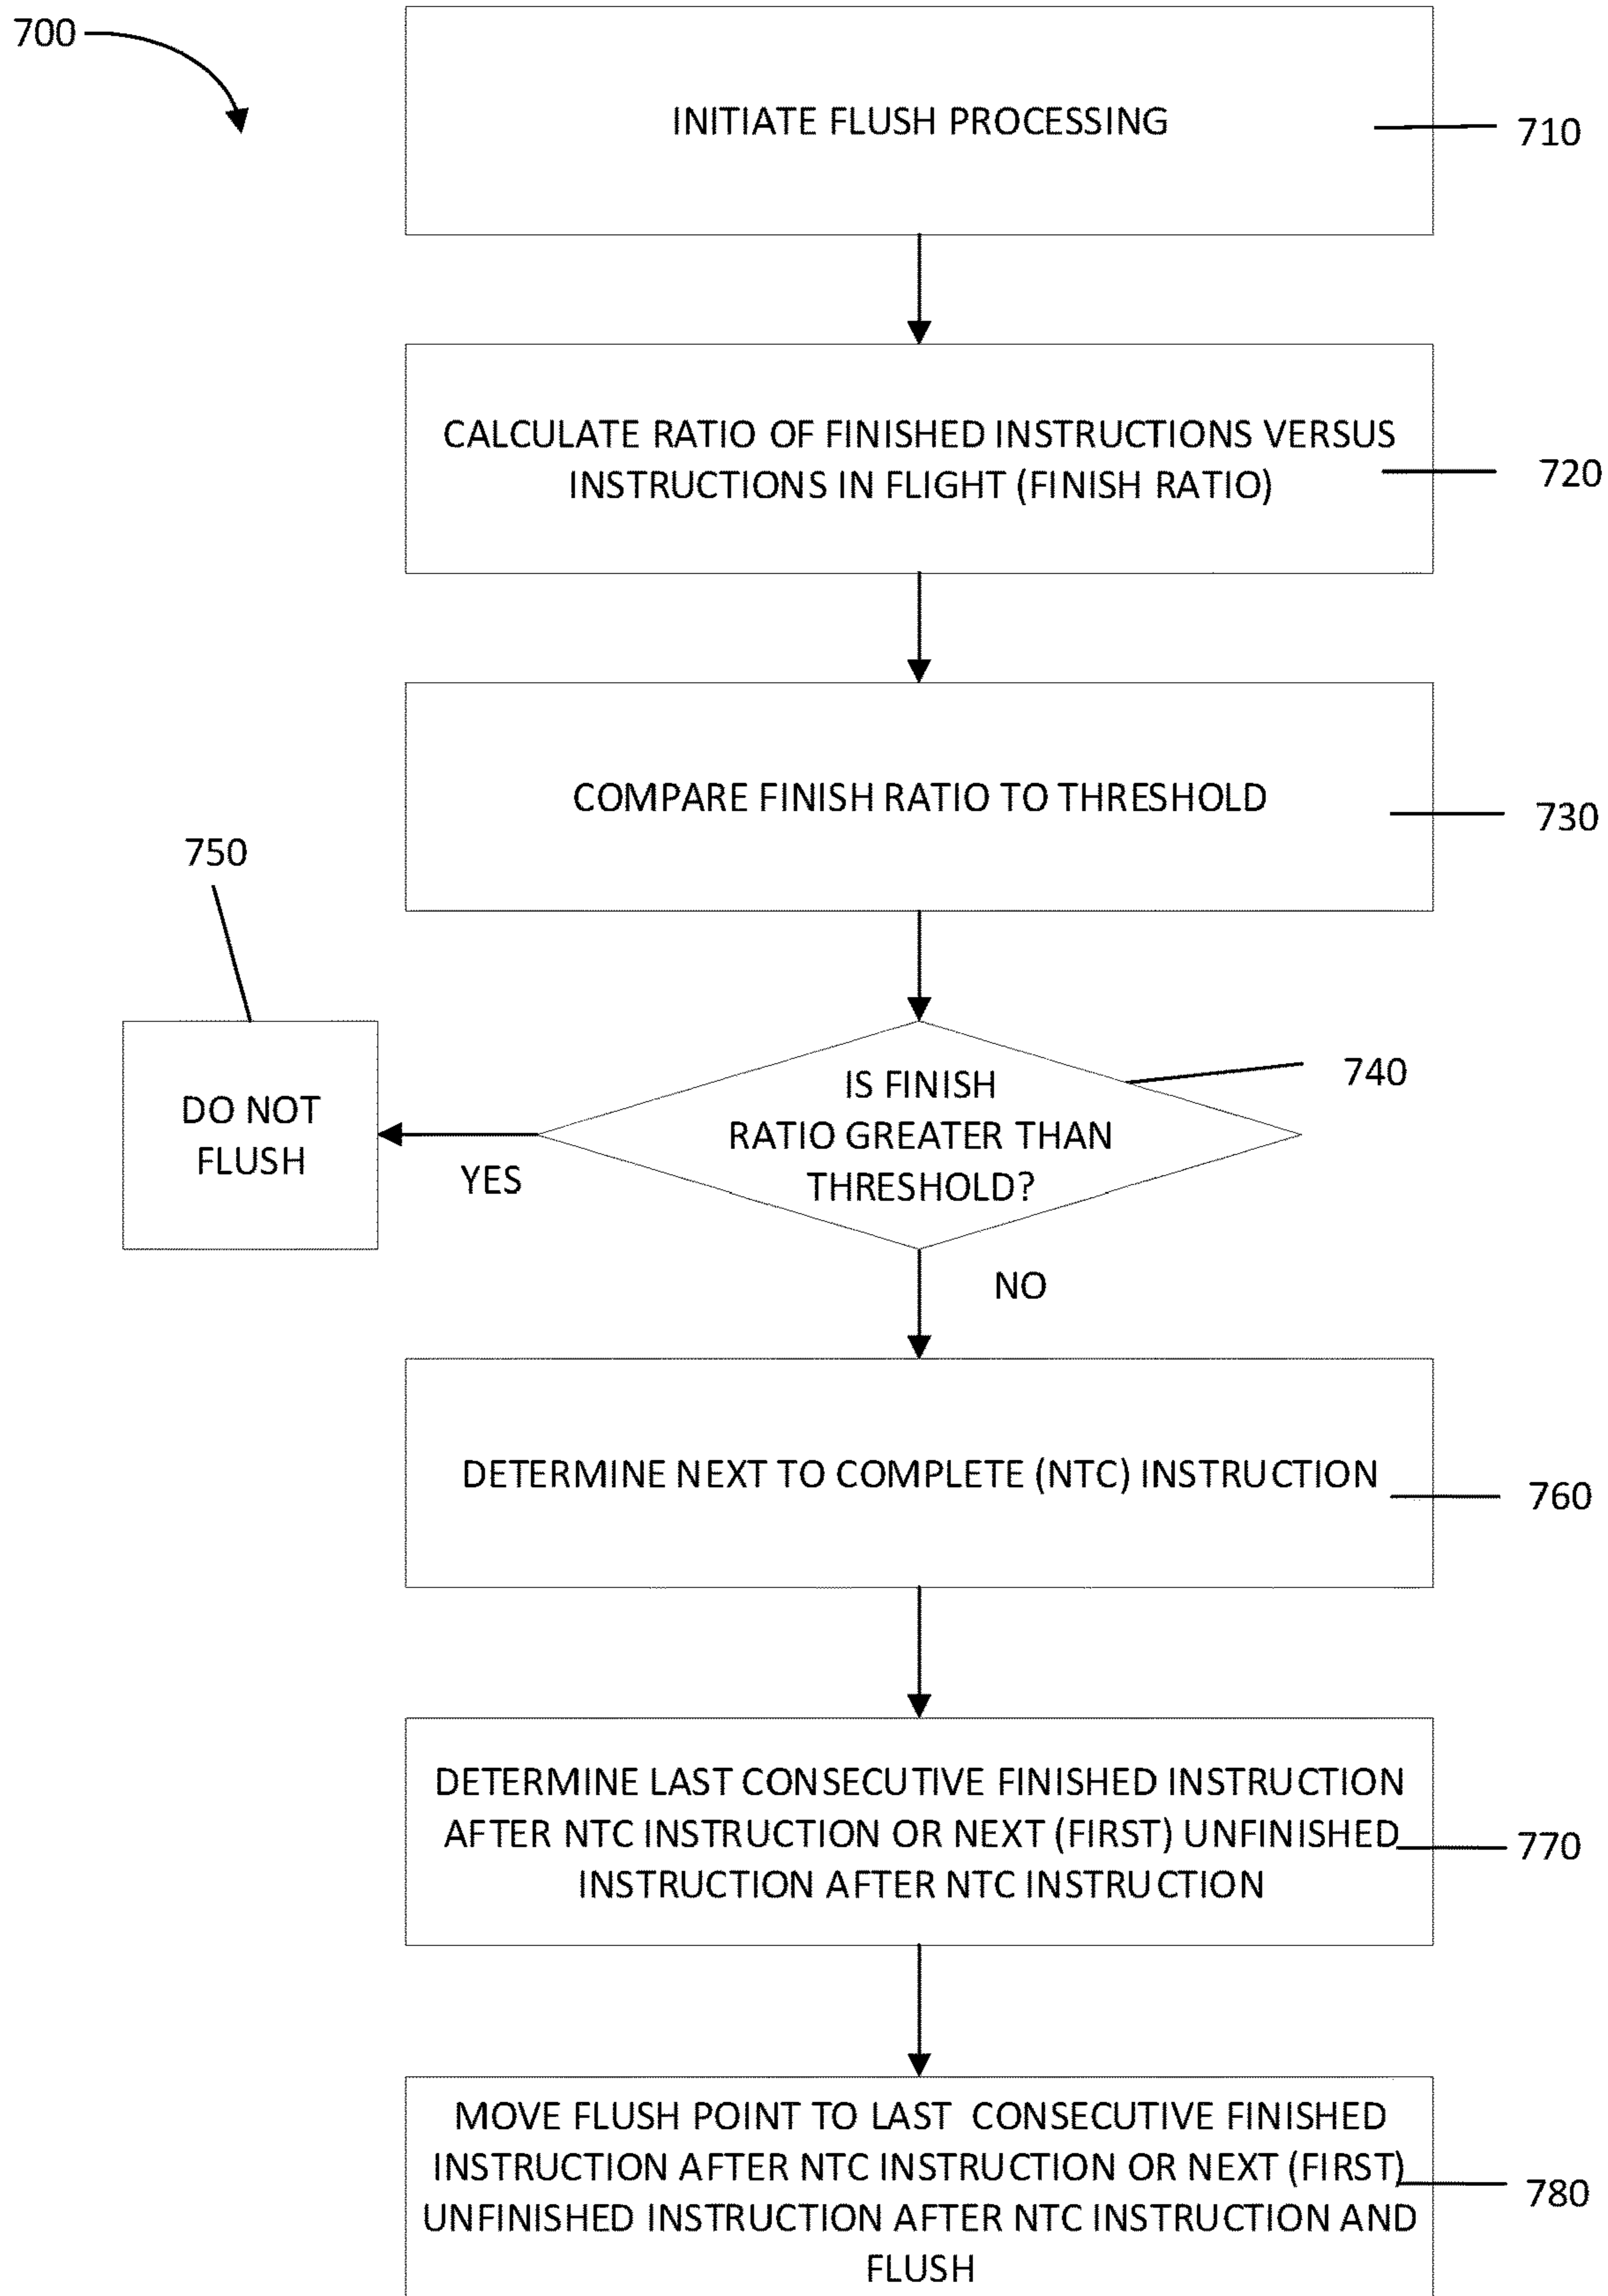 700
INITIATE FLUSH PROCESSING
710
CALCULATE RATIO OF FINISHED INSTRUCTIONS VERSUS
INSTRUCTIONS IN FLIGHT (FINISH RATIO)
720
COMPARE FINISH RATIO TO THRESHOLD
730
750
DO NOT
FLUSH
YES
IS FINISH
RATIO GREATER THAN
THRESHOLD?
740
NO
DETERMINE NEXT TO COMPLETE (NTC) INSTRUCTION
760
DETERMINE LAST CONSECUTIVE FINISHED INSTRUCTION
AFTER NTC INSTRUCTION OR NEXT (FIRST) UNFINISHED
INSTRUCTION AFTER NTC INSTRUCTION
770
MOVE FLUSH POINT TO LAST CONSECUTIVE FINISHED
INSTRUCTION AFTER NTC INSTRUCTION OR NEXT (FIRST)
UNFINISHED INSTRUCTION AFTER NTC INSTRUCTION AND
FLUSH
780